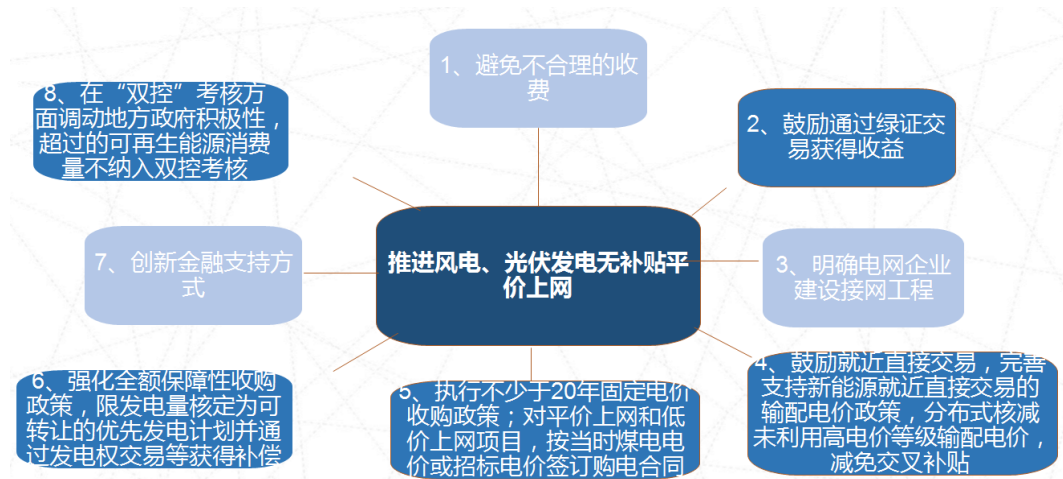 推进风电、光伏发电无补贴平
价上网
1、避免不合理的收
费
2、鼓励通过绿证交
易获得收益
3、明确电网企业
建设接网工程
4、鼓励就近直接交易，完善
支持新能源就近直接交易的
输配电价政策，分布式核减
未利用高电价等级输配电价，
减免交叉补贴
5、执行不少于20年固定电价
收购政策；对平价上网和低
价上网项目，按当时煤电电
价或招标电价签订购电合同
6、强化全额保障性收购
政策，限发电量核定为可
转让的优先发电计划并通
过发电权交易等获得补偿
7、创新金融支持方
式
8、在“双控”考核方
面调动地方政府积极性，
超过的可再生能源消费
量不纳入双控考核